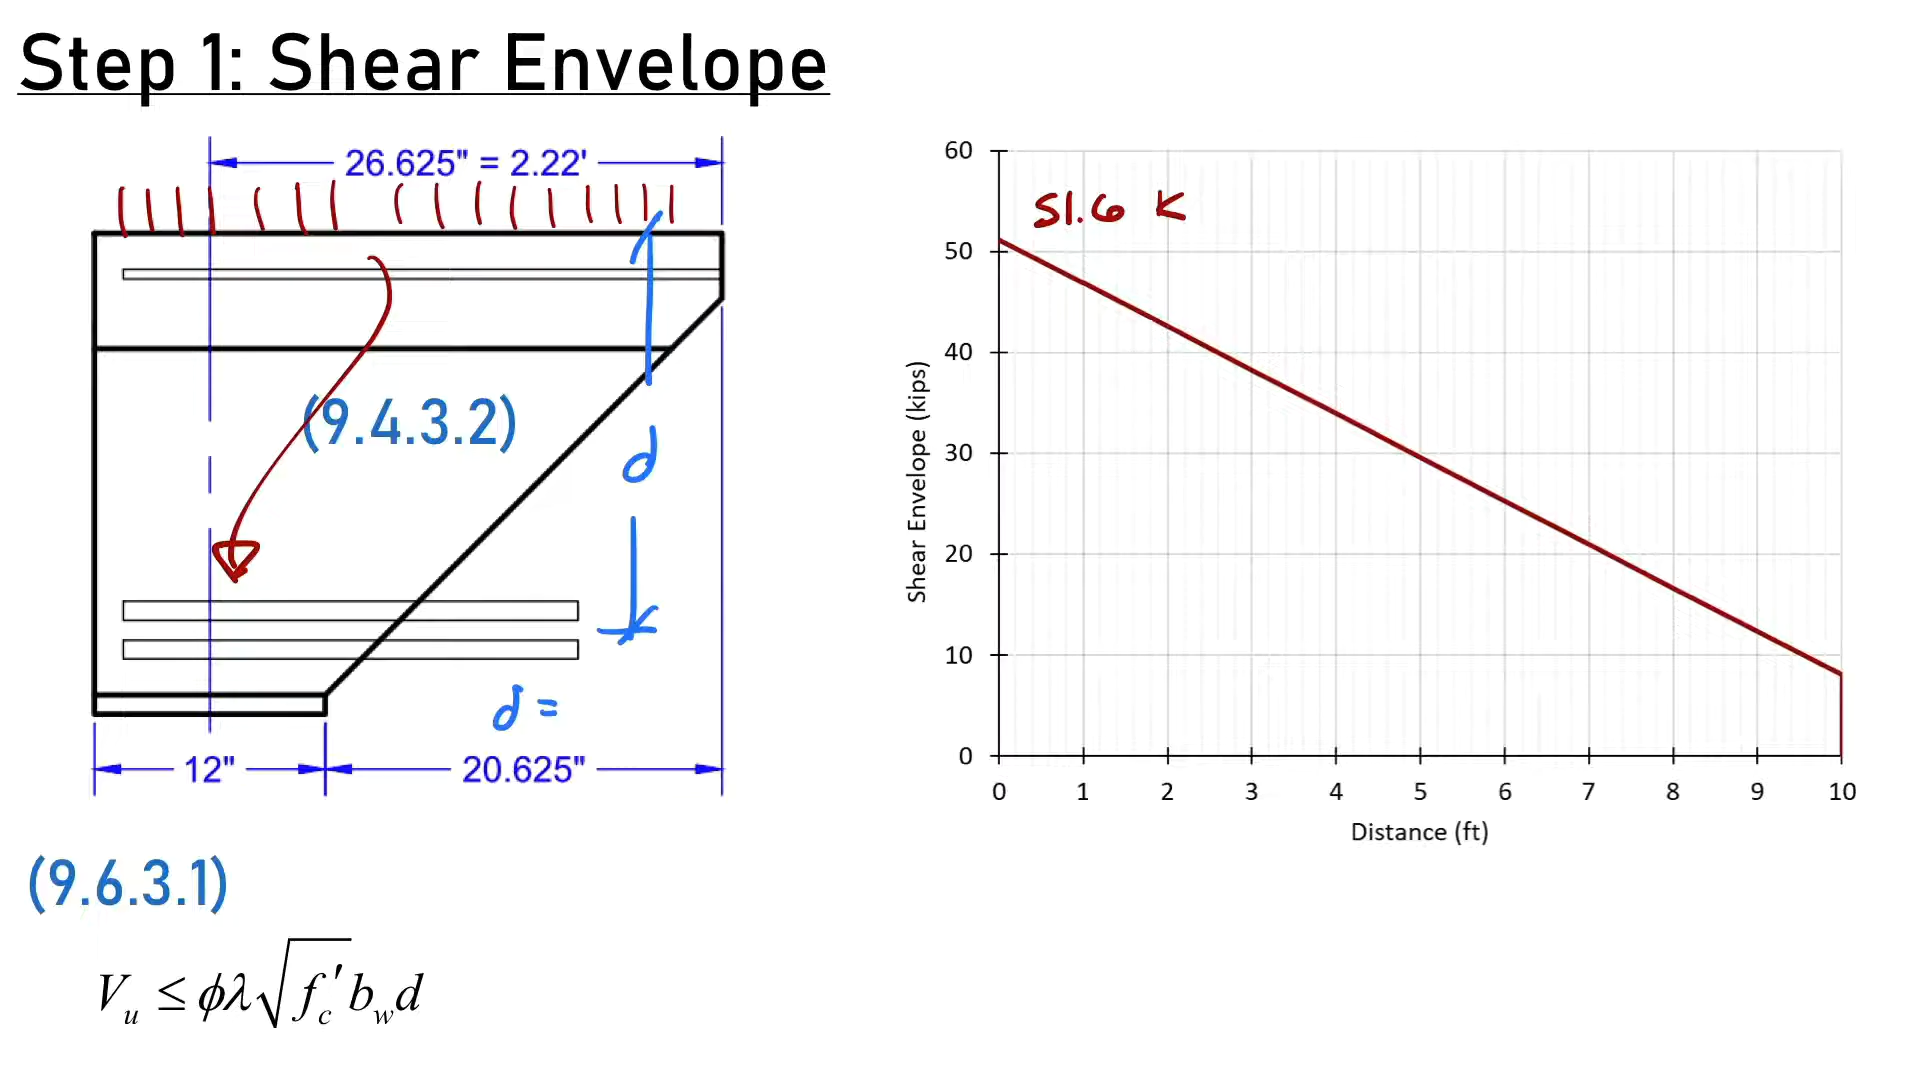 Step 1: Shear Envelope
26.625" = 2.22'
(9.4.3.2)
d
d =
12"
20.625"
(9.6.3.1)
V_u ≤ ϕλ√f_c′ b_w d
51.6 K
Shear Envelope (kips)
60
50
40
30
20
10
0
0 1 2 3 4 5 6 7 8 9 10
Distance (ft)